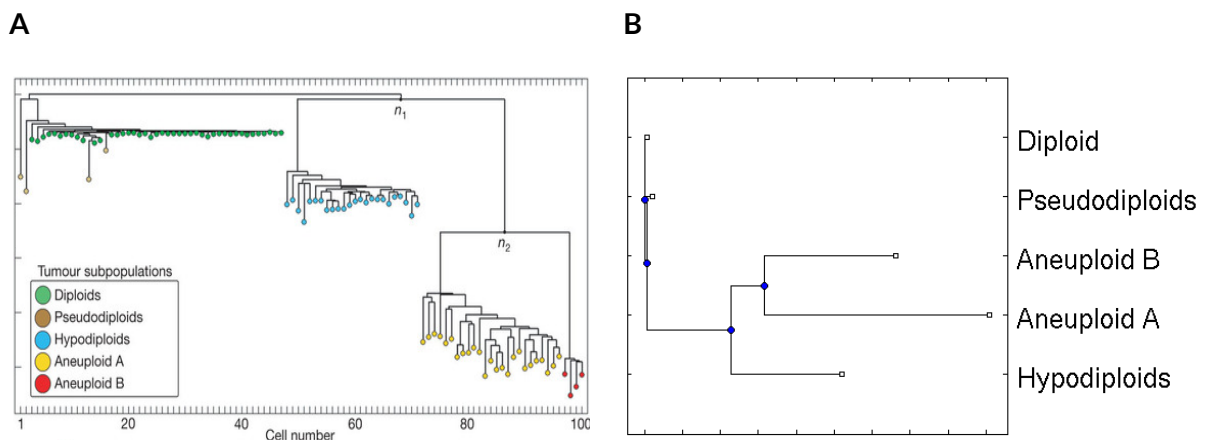 A
B
n1
n2
Tumour subpopulations
Diploids
Pseudodiploids
Hypodiploids
Aneuploid A
Aneuploid B
1 20 40 60 80 100
Cell number
Diploid
Pseudodiploids
Aneuploid B
Aneuploid A
Hypodiploids